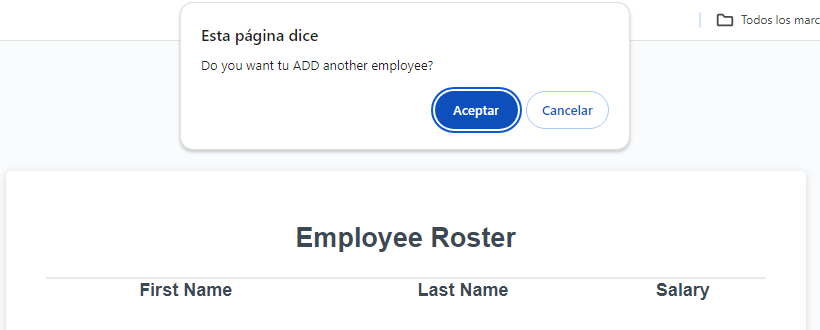 Todos los marc
Esta página dice
Do you want tu ADD another employee?
Aceptar Cancelar
Employee Roster
First Name Last Name Salary